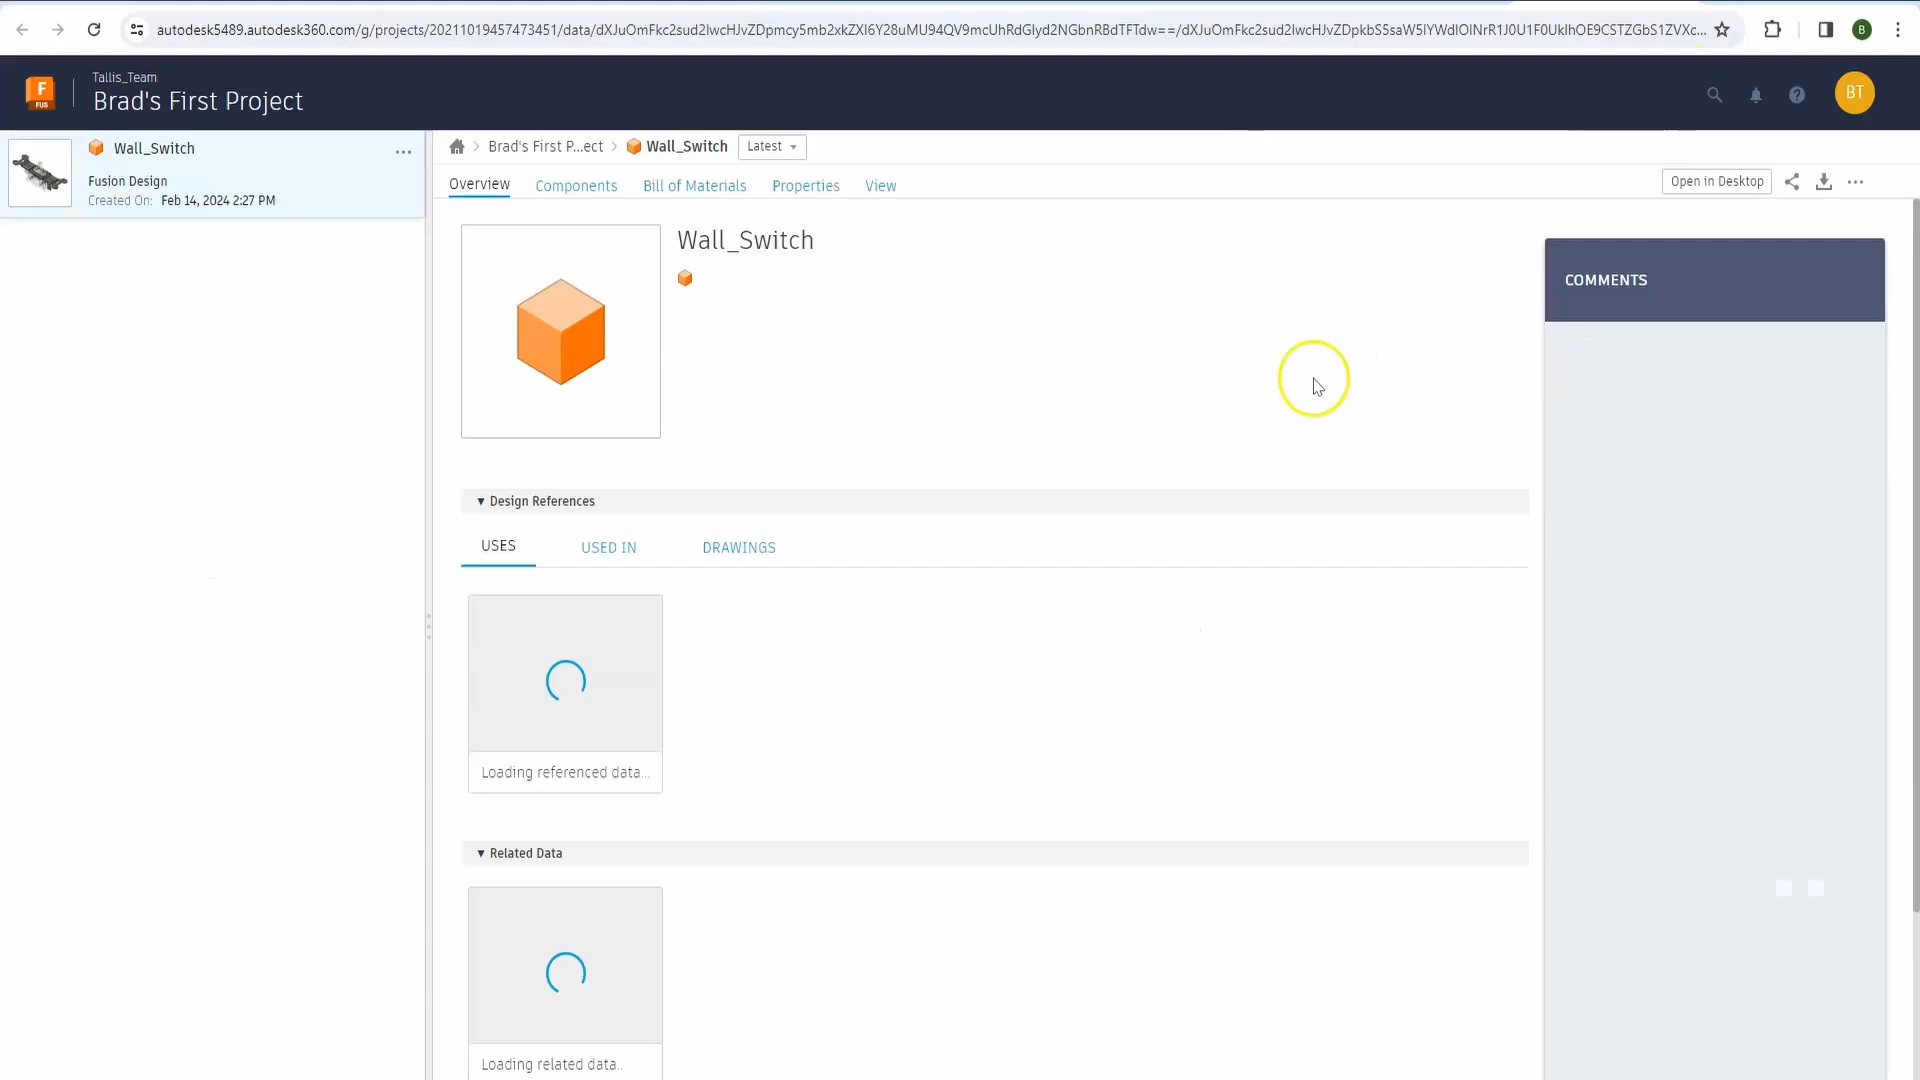 autodesk5489.autodesk360.com/g/projects/20211019457473451/data/dXJuOmFkc2sud2lwcHJvZDpmcy5mb2xkZXI6Y28uMU94QV9mcUhRdGlyd2NGbnRBdTFTdw==/dXJuOmFkc2sud2lwcHJvZDpkbS5saW5lYWdlOlNrR1J0U1F0UklhOE9CSTZGbS1ZVXc...
B
F
FUS
Tallis_Team
Brad's First Project
BT
Wall_Switch
Fusion Design
Created On: Feb 14, 2024 2:27 PM
Brad's First P...ect
Wall_Switch
Latest
Overview
Components
Bill of Materials
Properties
View
Open in Desktop
Wall_Switch
COMMENTS
Design References
USES
USED IN
DRAWINGS
Loading referenced data...
Related Data
Loading related data..